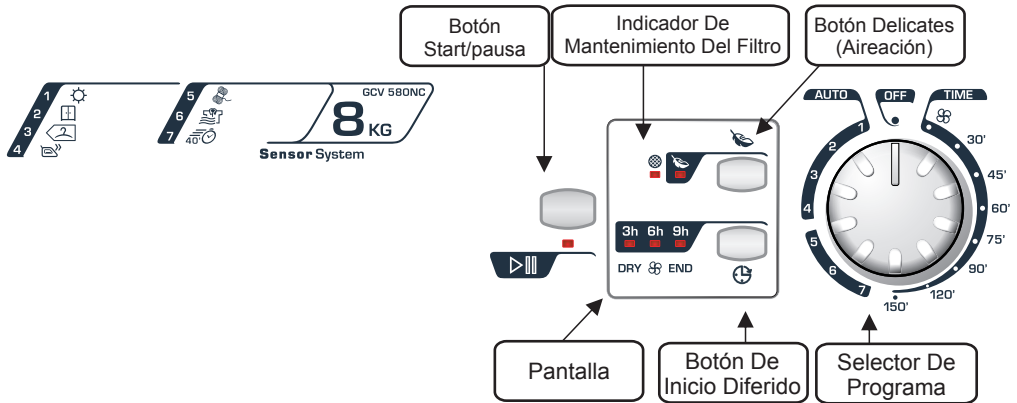 Botón
Start/pausa
Indicador De
Mantenimiento Del Filtro
Botón Delicates
(Aireación)
1
2
3
4
5
6
7
40'
GCV 580NC
8 KG
Sensor System
3h 6h 9h
DRY END
AUTO OFF TIME
1
2
3
4
5
6
7
30'
45'
60'
75'
90'
120'
150'
Pantalla
Botón De
Inicio Diferido
Selector De
Programa